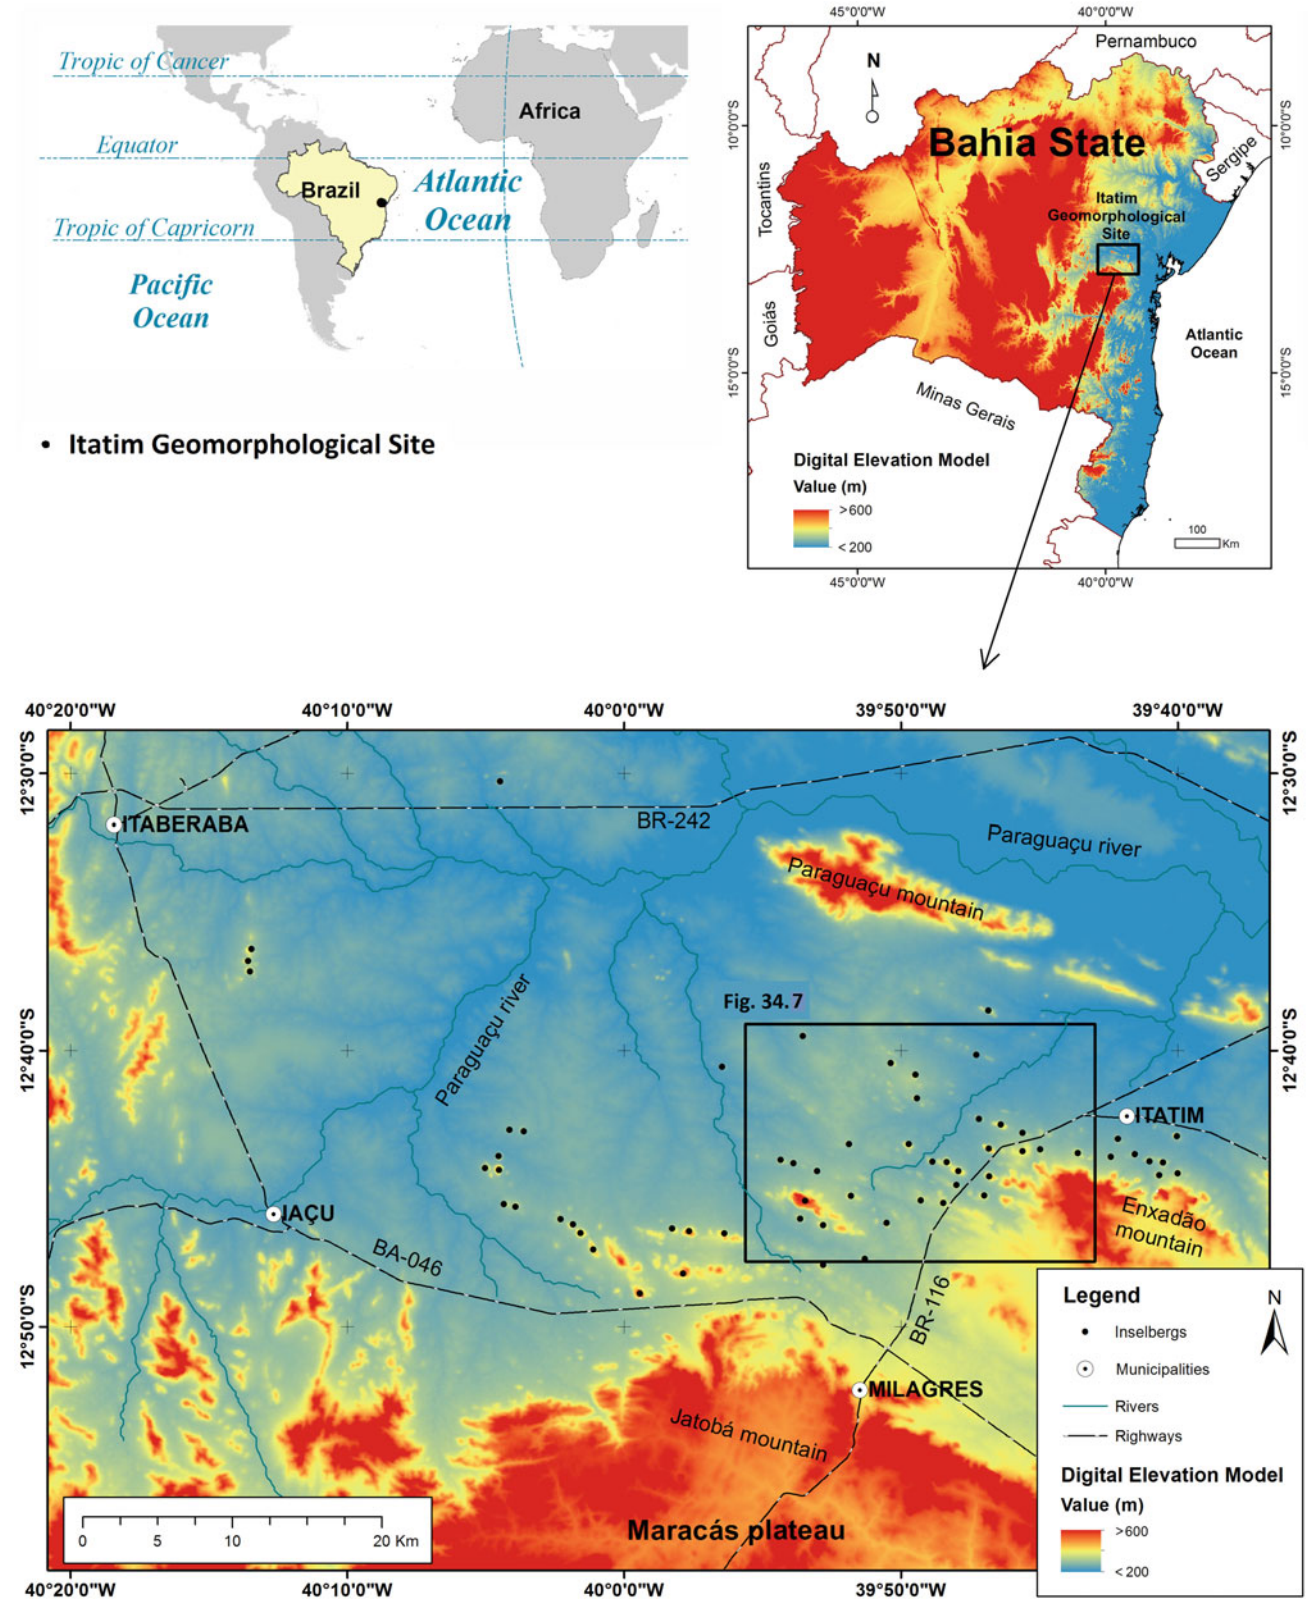 Tropic of Cancer
Africa
Equator
Brazil
Atlantic
Ocean
Tropic of Capricorn
Pacific
Ocean
• Itatim Geomorphological Site
45°0'0"W
40°0'0"W
Pernambuco
N
10°0'0"S
10°0'0"S
Bahia State
Sergipe
Tocantins
Itatim
Geomorphological
Site
Goiás
Atlantic
Ocean
15°0'0"S
15°0'0"S
Minas Gerais
Digital Elevation Model
Value (m)
>600
<200
100
Km
45°0'0"W
40°0'0"W
40°20'0"W
40°10'0"W
40°0'0"W
39°50'0"W
39°40'0"W
12°30'0"S
12°30'0"S
ITABERABA
BR-242
Paraguaçu river
Paraguaçu mountain
Paraguaçu river
Fig. 34.7
12°40'0"S
12°40'0"S
ITATIM
IAÇU
Enxadão
mountain
BA-046
BR-116
12°50'0"S
MILAGRES
Jatobá mountain
Maracás plateau
0
5
10
20 Km
Legend
N
Inselbergs
Municipalities
Rivers
Righways
Digital Elevation Model
Value (m)
>600
<200
40°20'0"W
40°10'0"W
40°0'0"W
39°50'0"W